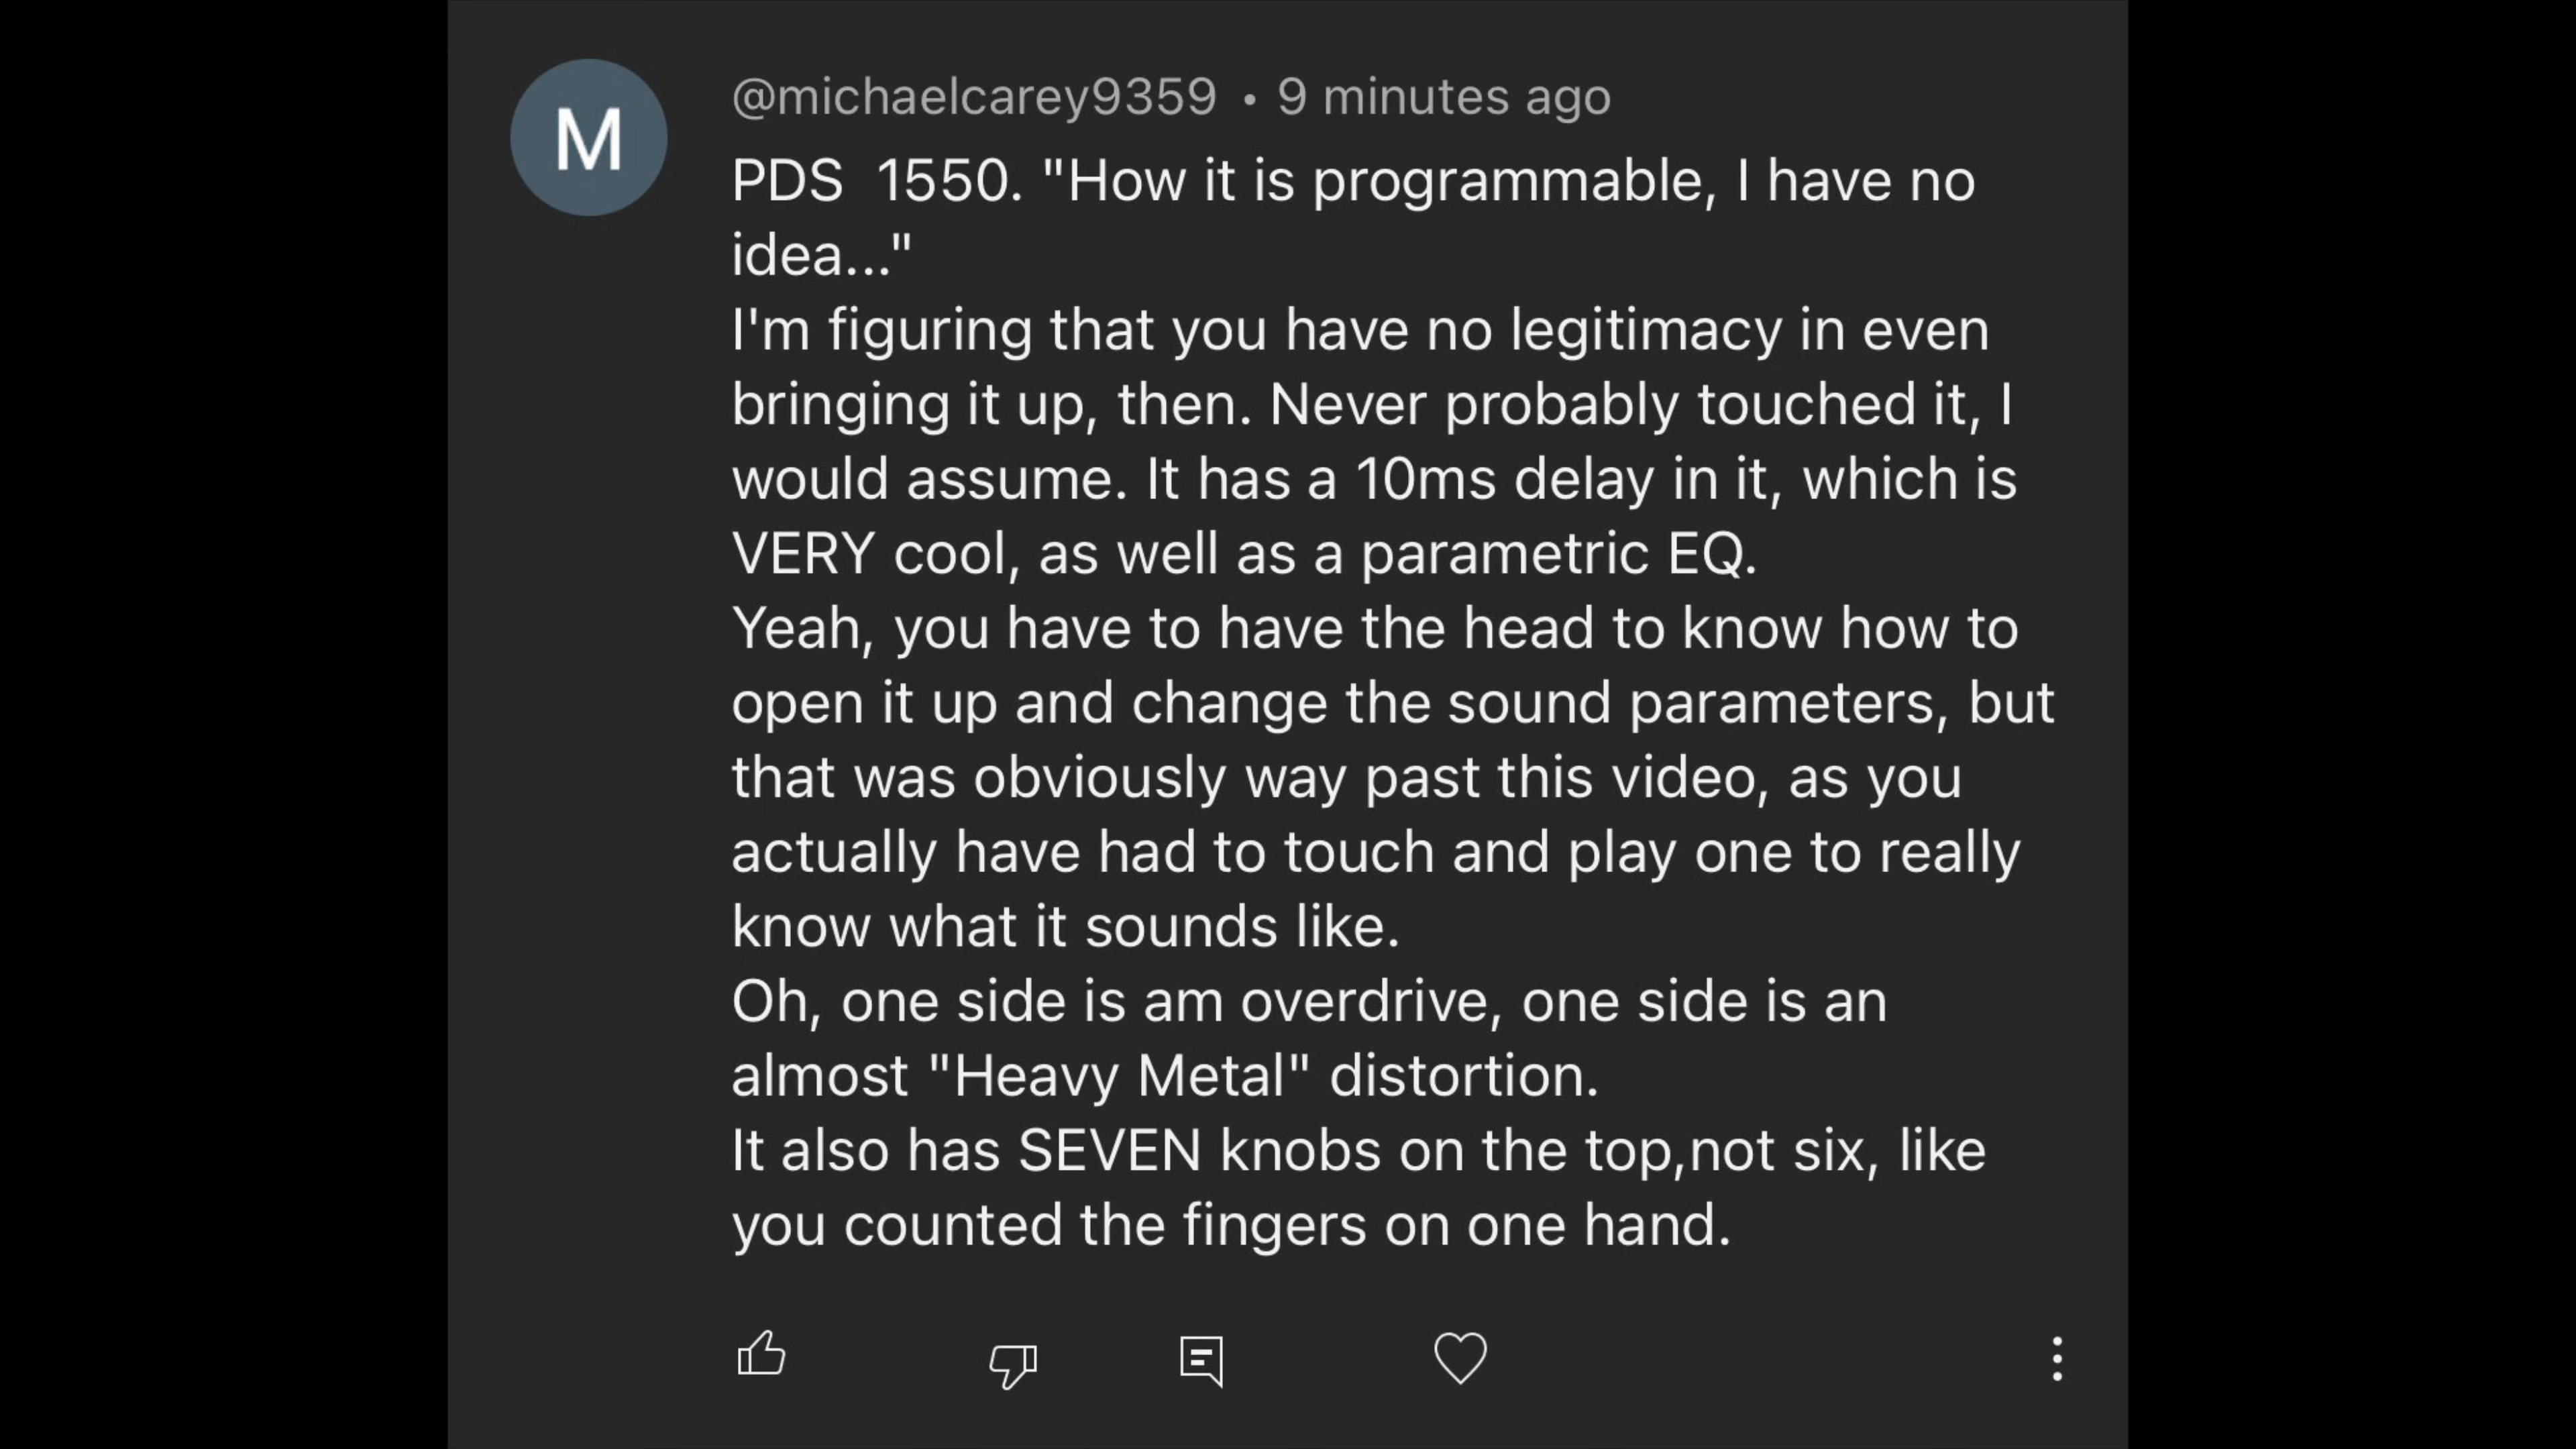 M
@michaelcarey9359 • 9 minutes ago
PDS  1550. "How it is programmable, I have no
idea..."
I'm figuring that you have no legitimacy in even
bringing it up, then. Never probably touched it, I
would assume. It has a 10ms delay in it, which is
VERY cool, as well as a parametric EQ.
Yeah, you have to have the head to know how to
open it up and change the sound parameters, but
that was obviously way past this video, as you
actually have had to touch and play one to really
know what it sounds like.
Oh, one side is am overdrive, one side is an
almost "Heavy Metal" distortion.
It also has SEVEN knobs on the top,not six, like
you counted the fingers on one hand.